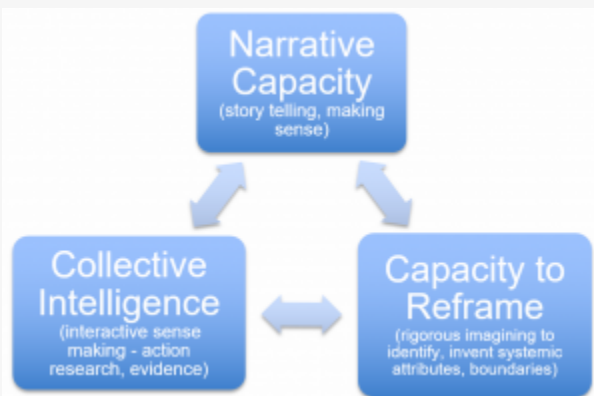 Narrative
Capacity
(story telling, making
sense)
Collective
Intelligence
(interactive sense
making - action
research, evidence)
Capacity to
Reframe
(rigorous imagining to
identify, invent systemic
attributes, boundaries)